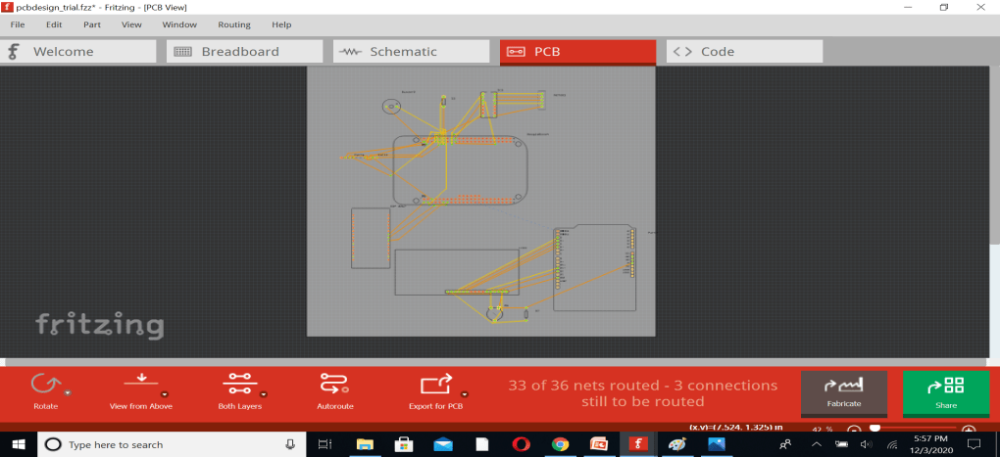 pcbdesign_trial.fzz* - Fritzing - [PCB View]
File Edit Part View Window Routing Help
Welcome Breadboard Schematic PCB Code
fritzing
Rotate View from Above Both Layers Autoroute Export for PCB
33 of 36 nets routed - 3 connections
still to be routed
Fabricate Share
(x,y)=(7.524, 1.325) in 42 %
Type here to search
5:57 PM
12/3/2020